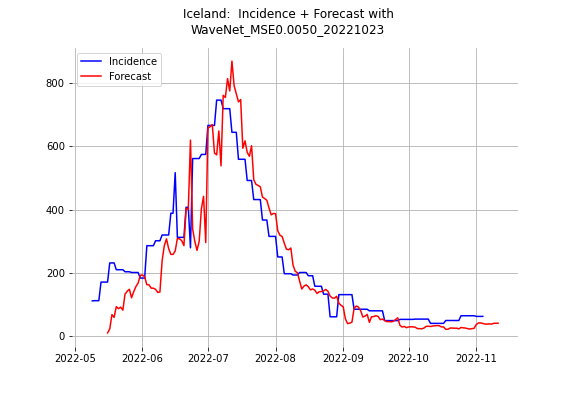 Iceland:  Incidence + Forecast with
WaveNet_MSE0.0050_20221023
Incidence
Forecast
800
600
400
200
0
2022-05 2022-06 2022-07 2022-08 2022-09 2022-10 2022-11